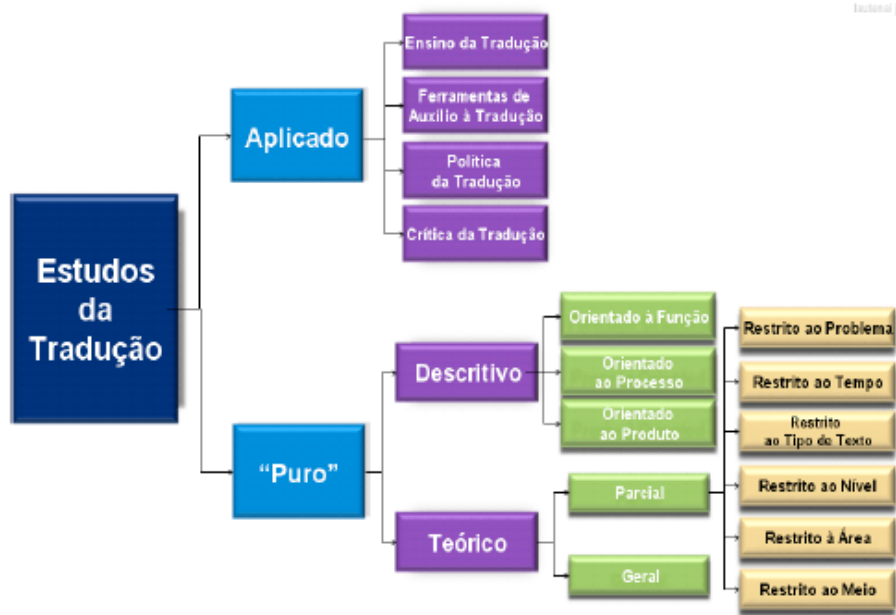 Estudos
da
Tradução
Aplicado
Ensino da Tradução
Ferramentas de
Auxílio à Tradução
Política
da Tradução
Crítica da Tradução
“Puro”
Descritivo
Orientado à Função
Orientado
ao Processo
Orientado
ao Produto
Teórico
Parcial
Geral
Restrito ao Problema
Restrito ao Tempo
Restrito
ao Tipo de Texto
Restrito ao Nível
Restrito à Área
Restrito ao Meio